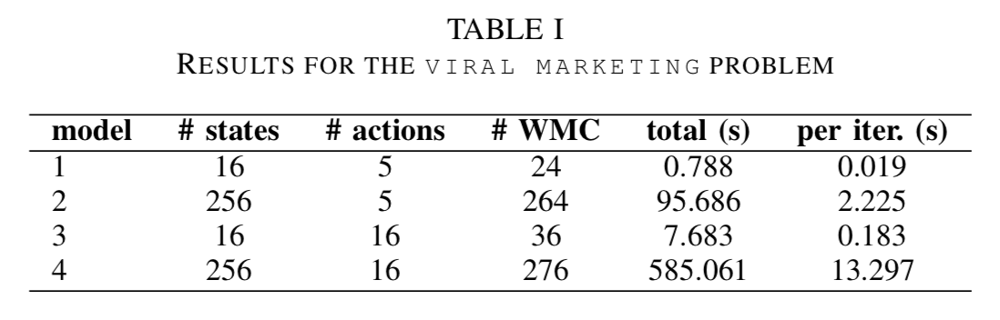 TABLE I
RESULTS FOR THE VIRAL MARKETING PROBLEM
model # states # actions # WMC total (s) per iter. (s)
1 16 5 24 0.788 0.019
2 256 5 264 95.686 2.225
3 16 16 36 7.683 0.183
4 256 16 276 585.061 13.297